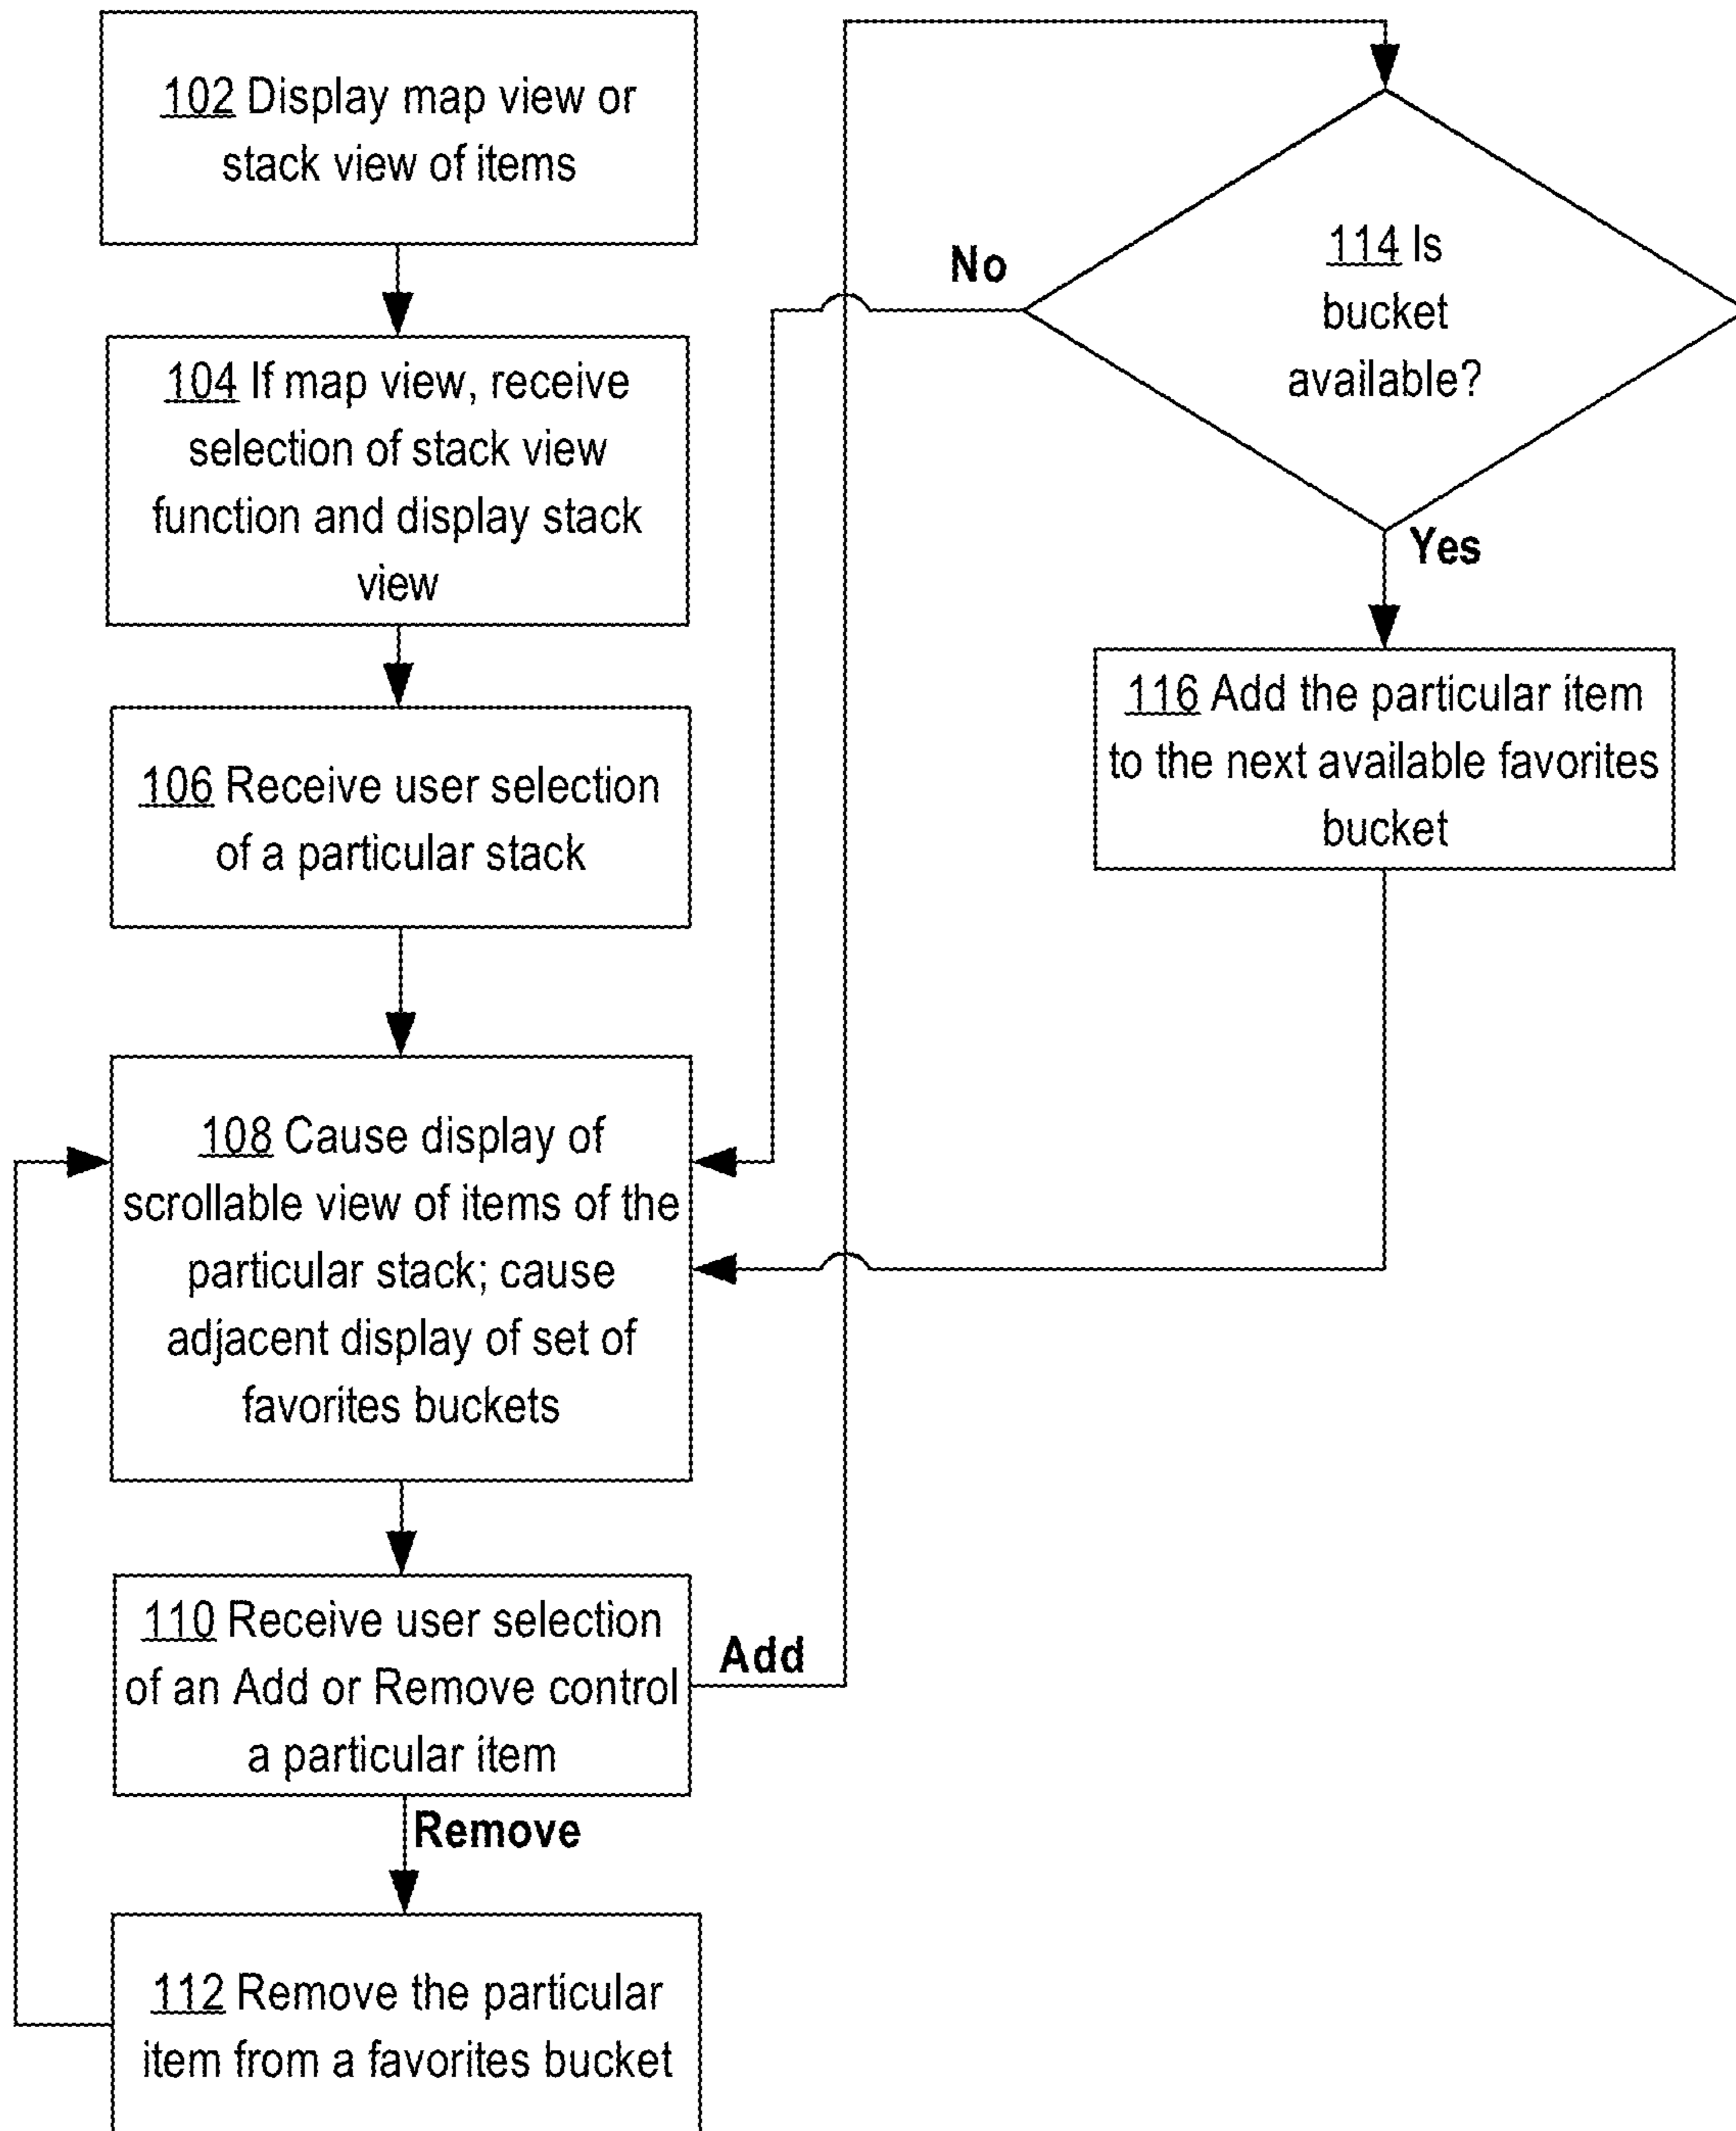 102 Display map view or
stack view of items
104 If map view, receive
selection of stack view
function and display stack
view
106 Receive user selection
of a particular stack
108 Cause display of
scrollable view of items of the
particular stack; cause
adjacent display of set of
favorites buckets
110 Receive user selection
of an Add or Remove control
a particular item
Add
Remove
112 Remove the particular
item from a favorites bucket
114 Is
bucket
available?
No
Yes
116 Add the particular item
to the next available favorites
bucket